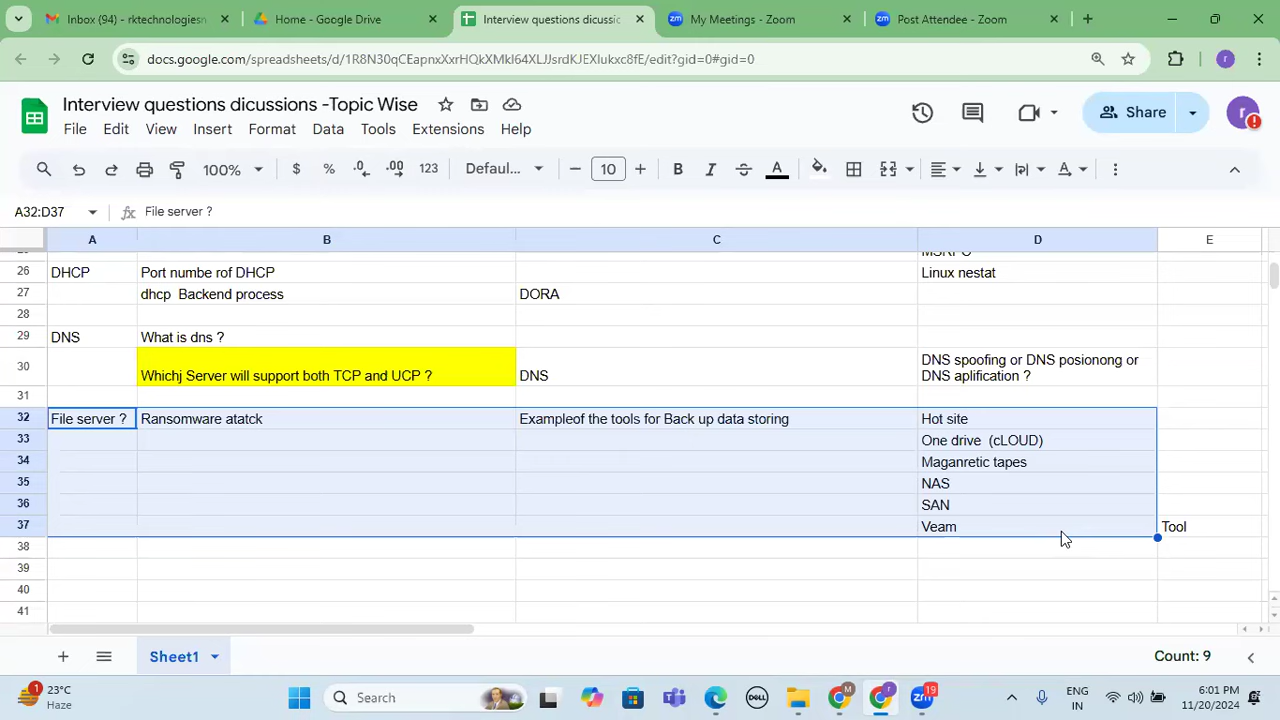 Inbox (94) - rktechnologiesn
Home - Google Drive
Interview questions dicussic
My Meetings - Zoom
Post Attendee - Zoom
docs.google.com/spreadsheets/d/1R8N30qCEapnxXxrHQkXMkl64XLJJsrdKJEXIukxc8fE/edit?gid=0#gid=0
r
Interview questions dicussions -Topic Wise
Share
r
File Edit View Insert Format Data Tools Extensions Help
100% $ % .0 .00 123 Defaul... 10 B I A
A32:D37 fx File server ?
A B C D E
MSRPC
26 DHCP Port numbe rof DHCP Linux nestat
27 dhcp Backend process DORA
28
29 DNS What is dns ?
30 Whichj Server will support both TCP and UCP ? DNS DNS spoofing or DNS posionong or
DNS aplification ?
31
32 File server ? Ransomware atatck Exampleof the tools for Back up data storing Hot site
33 One drive (cLOUD)
34 Maganretic tapes
35 NAS
36 SAN
37 Veam Tool
38
39
40
41
Sheet1
Count: 9
1
23°C
Haze
Search
DELL
M
r
19
ENG
IN
6:01 PM
11/20/2024